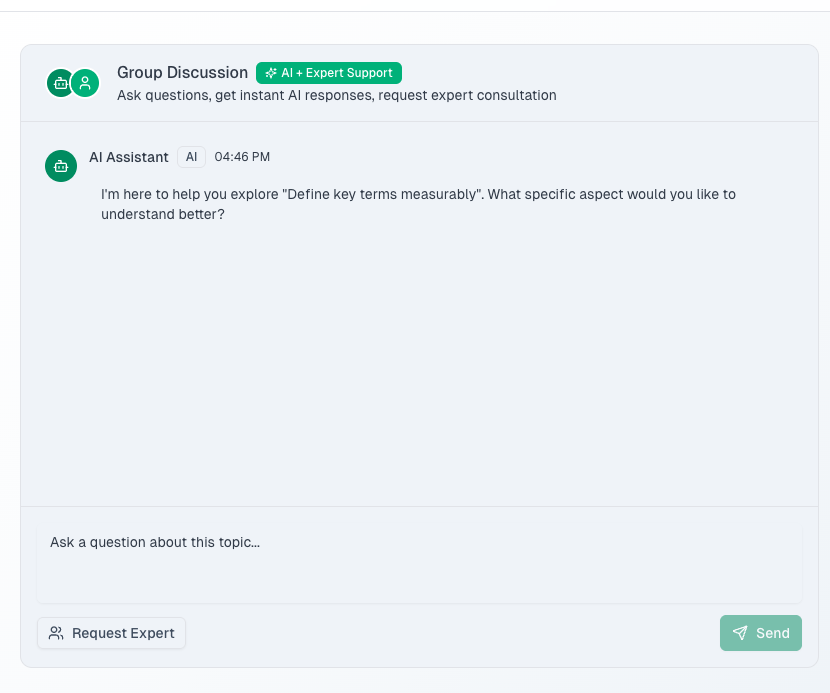 Group Discussion AI + Expert Support
Ask questions, get instant AI responses, request expert consultation
AI Assistant AI 04:46 PM
I'm here to help you explore "Define key terms measurably". What specific aspect would you like to
understand better?
Ask a question about this topic...
Request Expert Send